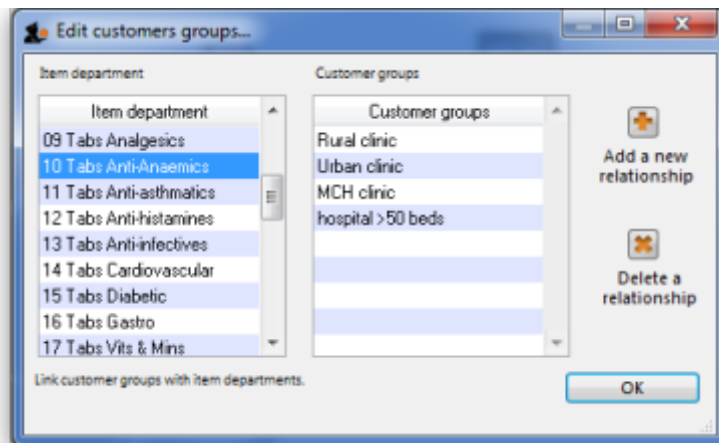 Edit customers groups...
Item department
Customer groups
Item department
09 Tabs Analgesics
10 Tabs Anti-Anaemics
11 Tabs Anti-asthmatics
12 Tabs Anti-histamines
13 Tabs Anti-infectives
14 Tabs Cardiovascular
15 Tabs Diabetic
16 Tabs Gastro
17 Tabs Vits & Mins
Customer groups
Rural clinic
Urban clinic
MCH clinic
hospital >50 beds
Add a new
relationship
Delete a
relationship
Link customer groups with item departments.
OK